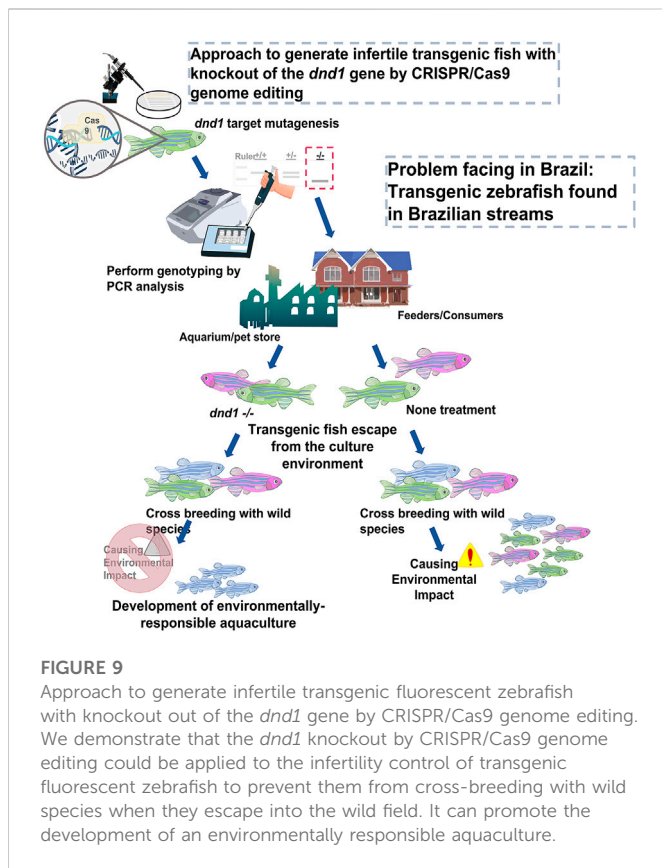 Approach to generate infertile transgenic fish with
knockout of the dnd1 gene by CRISPR/Cas9
genome editing
Cas
9
dnd1 target mutagenesis
Ruler +/+ +/- -/-
Problem facing in Brazil:
Transgenic zebrafish found
in Brazilian streams
Perform genotyping by
PCR analysis
Feeders/Consumers
Aquarium/pet store
dnd1 -/-
None treatment
Transgenic fish escape
from the culture
environment
Cross breeding with wild
species
Cross breeding with wild
species
Causing
Environmental
Impact
Causing
Environmental
Impact
Development of environmentally-
responsible aquaculture
FIGURE 9
Approach to generate infertile transgenic fluorescent zebrafish
with knockout out of the dnd1 gene by CRISPR/Cas9 genome editing.
We demonstrate that the dnd1 knockout by CRISPR/Cas9 genome
editing could be applied to the infertility control of transgenic
fluorescent zebrafish to prevent them from cross-breeding with wild
species when they escape into the wild field. It can promote the
development of an environmentally responsible aquaculture.